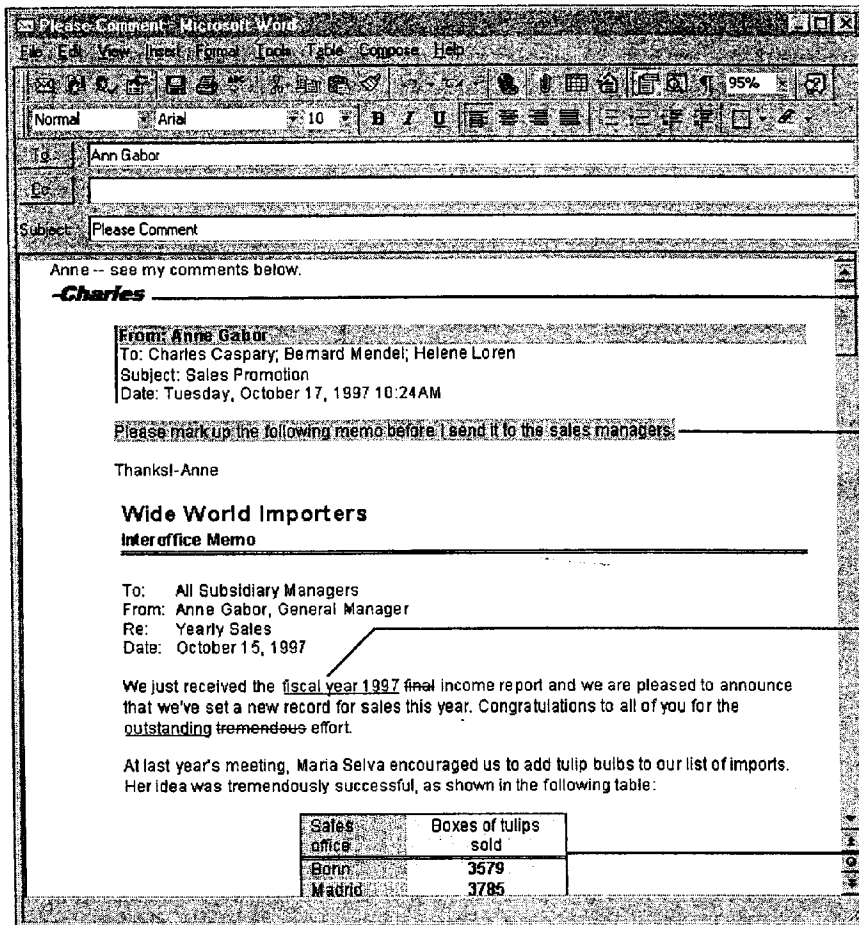 Please Comment - Microsoft Word
File Edit View Insert Format Tools Table Compose Help
95%
Normal Arial 10 B I U
To Ann Gabor
Cc
Subject: Please Comment
Anne -- see my comments below.
-Charles
From: Anne Gabor
To: Charles Caspary; Bernard Mendel; Helene Loren
Subject: Sales Promotion
Date: Tuesday, October 17, 1997 10:24AM
Please mark up the following memo before I send it to the sales managers.
Thanks!-Anne
Wide World Importers
Interoffice Memo
To: All Subsidiary Managers
From: Anne Gabor, General Manager
Re: Yearly Sales
Date: October 15, 1997
We just received the fiscal year 1997 final income report and we are pleased to announce
that we've set a new record for sales this year. Congratulations to all of you for the
outstanding tremendous effort.
At last year's meeting, Maria Selva encouraged us to add tulip bulbs to our list of imports.
Her idea was tremendously successful, as shown in the following table:
Sales office Boxes of tulips sold
Bonn 3579
Madrid 3785